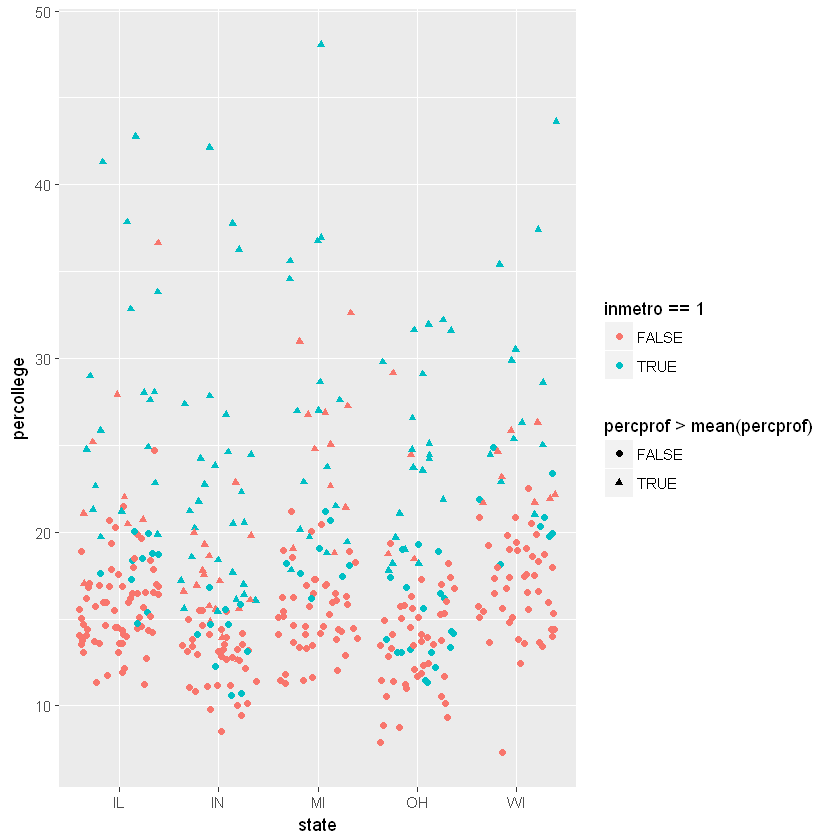 50
40
30
20
10
percollege
IL IN MI OH WI
state
inmetro == 1
FALSE
TRUE
percprof > mean(percprof)
FALSE
TRUE